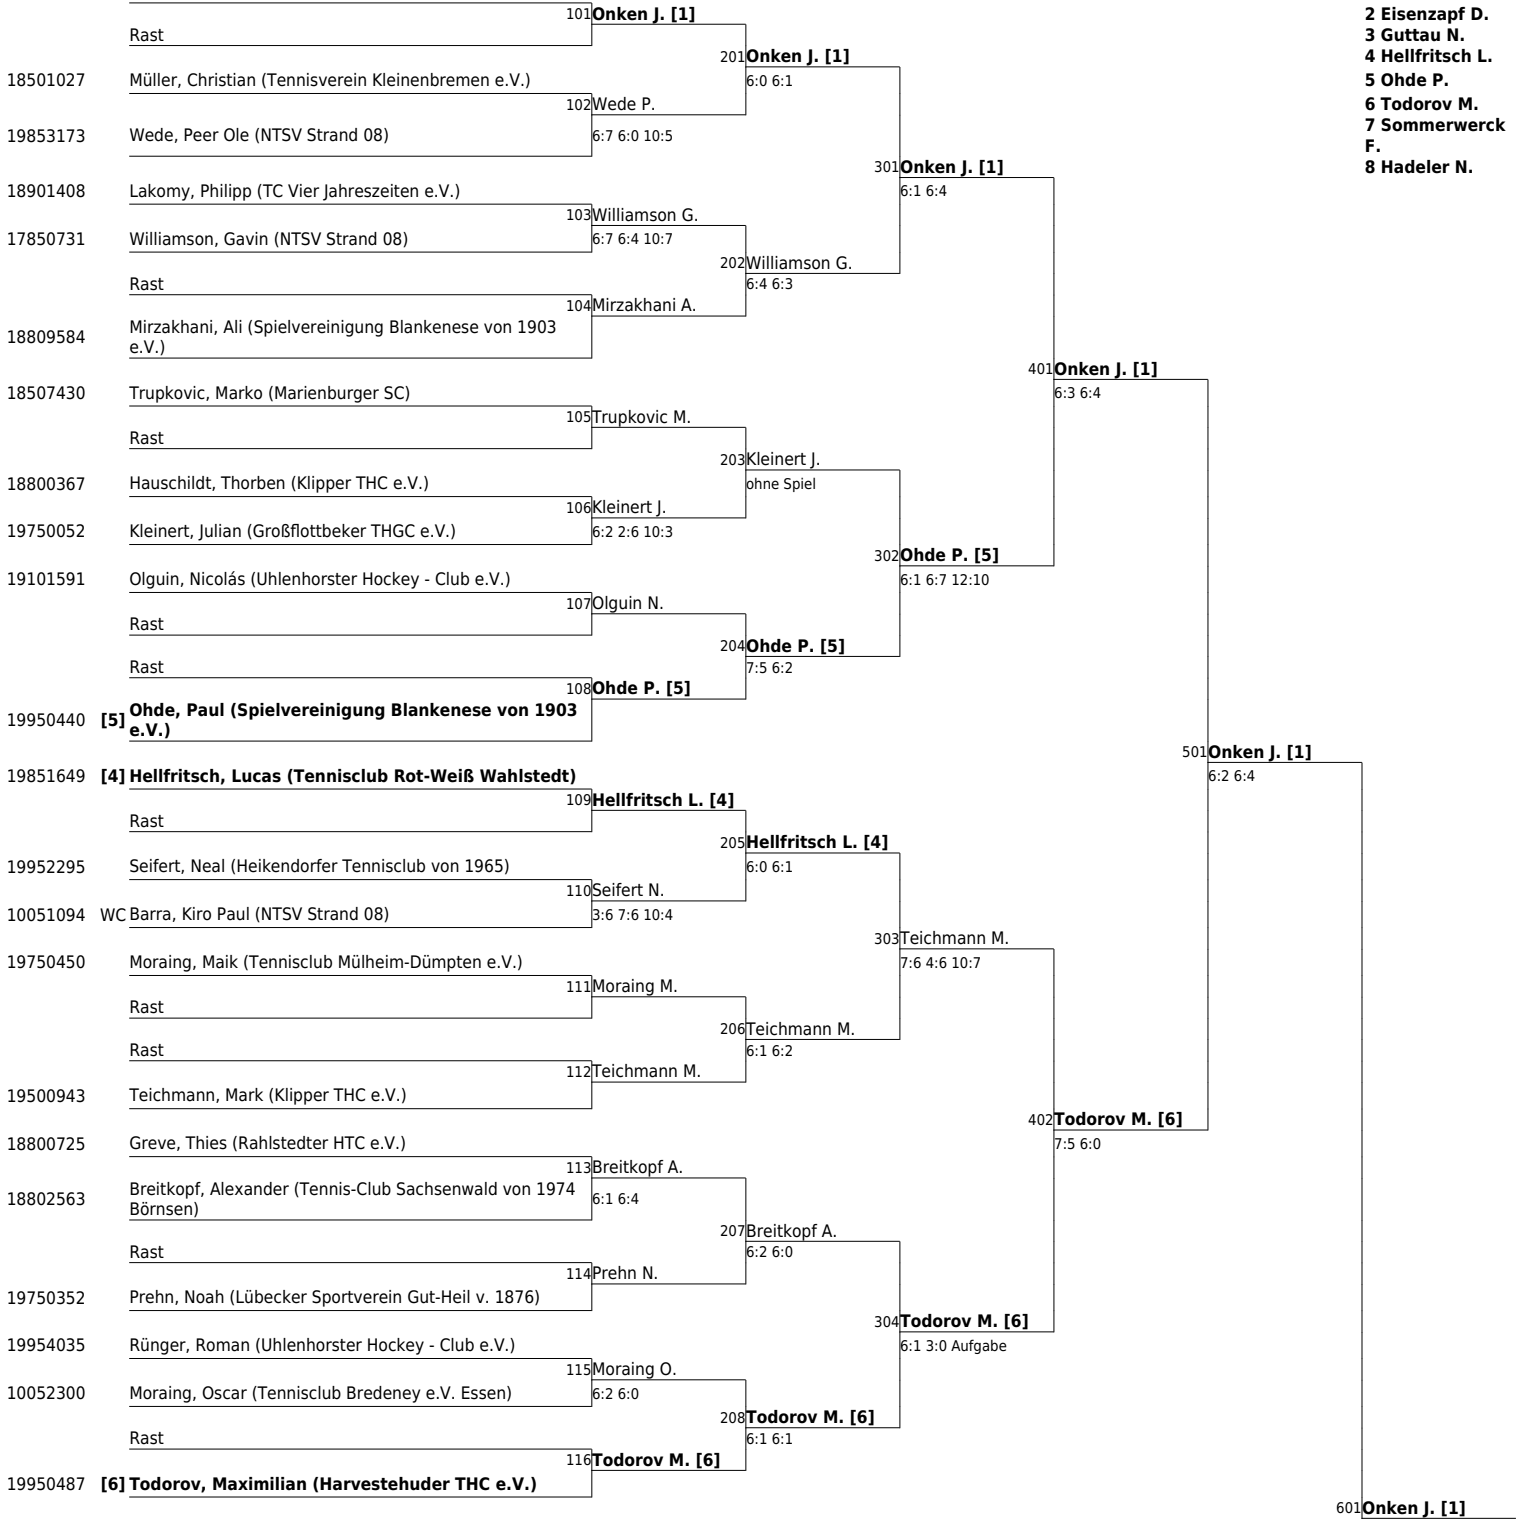 101 Onken J. [1]
Rast
201 Onken J. [1]
18501027 Müller, Christian (Tennisverein Kleinenbremen e.V.)
6:0 6:1
102 Wede P.
19853173 Wede, Peer Ole (NTSV Strand 08)
6:7 6:0 10:5
301 Onken J. [1]
18901408 Lakomy, Philipp (TC Vier Jahreszeiten e.V.)
6:1 6:4
103 Williamson G.
17850731 Williamson, Gavin (NTSV Strand 08)
6:7 6:4 10:7
202 Williamson G.
Rast
6:4 6:3
104 Mirzakhani A.
18809584 Mirzakhani, Ali (Spielvereinigung Blankenese von 1903
e.V.)
401 Onken J. [1]
18507430 Trupkovic, Marko (Marienburger SC)
6:3 6:4
105 Trupkovic M.
Rast
203 Kleinert J.
18800367 Hauschildt, Thorben (Klipper THC e.V.)
ohne Spiel
106 Kleinert J.
19750052 Kleinert, Julian (Großflottbeker THGC e.V.)
6:2 2:6 10:3
302 Ohde P. [5]
19101591 Olguin, Nicolás (Uhlenhorster Hockey - Club e.V.)
6:1 6:7 12:10
107 Olguin N.
Rast
204 Ohde P. [5]
Rast
7:5 6:2
108 Ohde P. [5]
19950440 [5] Ohde, Paul (Spielvereinigung Blankenese von 1903
e.V.)
501 Onken J. [1]
19851649 [4] Hellfritsch, Lucas (Tennisclub Rot-Weiß Wahlstedt)
6:2 6:4
109 Hellfritsch L. [4]
Rast
205 Hellfritsch L. [4]
19952295 Seifert, Neal (Heikendorfer Tennisclub von 1965)
6:0 6:1
110 Seifert N.
10051094 WC Barra, Kiro Paul (NTSV Strand 08)
3:6 7:6 10:4
303 Teichmann M.
19750450 Moraing, Maik (Tennisclub Mülheim-Dümpten e.V.)
7:6 4:6 10:7
111 Moraing M.
Rast
206 Teichmann M.
Rast
6:1 6:2
112 Teichmann M.
19500943 Teichmann, Mark (Klipper THC e.V.)
402 Todorov M. [6]
18800725 Greve, Thies (Rahlstedter HTC e.V.)
7:5 6:0
113 Breitkopf A.
18802563 Breitkopf, Alexander (Tennis-Club Sachsenwald von 1974
Börnsen)
6:1 6:4
207 Breitkopf A.
Rast
6:2 6:0
114 Prehn N.
19750352 Prehn, Noah (Lübecker Sportverein Gut-Heil v. 1876)
304 Todorov M. [6]
19954035 Rünger, Roman (Uhlenhorster Hockey - Club e.V.)
6:1 3:0 Aufgabe
115 Moraing O.
10052300 Moraing, Oscar (Tennisclub Bredeney e.V. Essen)
6:2 6:0
208 Todorov M. [6]
Rast
6:1 6:1
116 Todorov M. [6]
19950487 [6] Todorov, Maximilian (Harvestehuder THC e.V.)
601 Onken J. [1]
2 Eisenzapf D.
3 Guttau N.
4 Hellfritsch L.
5 Ohde P.
6 Todorov M.
7 Sommerwerck
F.
8 Hadeler N.